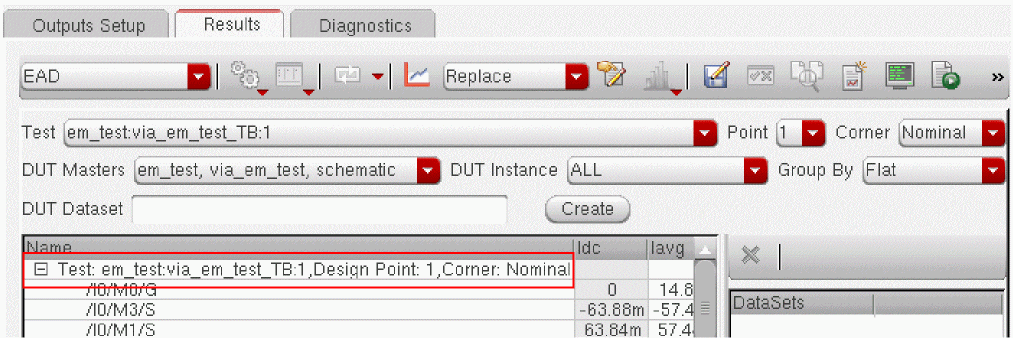 Outputs Setup Results Diagnostics
EAD Replace »
Test em_test:via_em_test_TB:1 Point 1 Corner Nominal
DUT Masters em_test, via_em_test, schematic DUT Instance ALL Group By Flat
DUT Dataset Create
Name Idc Iavg
Test: em_test:via_em_test_TB:1,Design Point: 1,Corner: Nominal
/I0/M0/G 0 14.8
/I0/M3/S -63.88m -57.4
DataSets
/I0/M1/S 63.84m 57.4